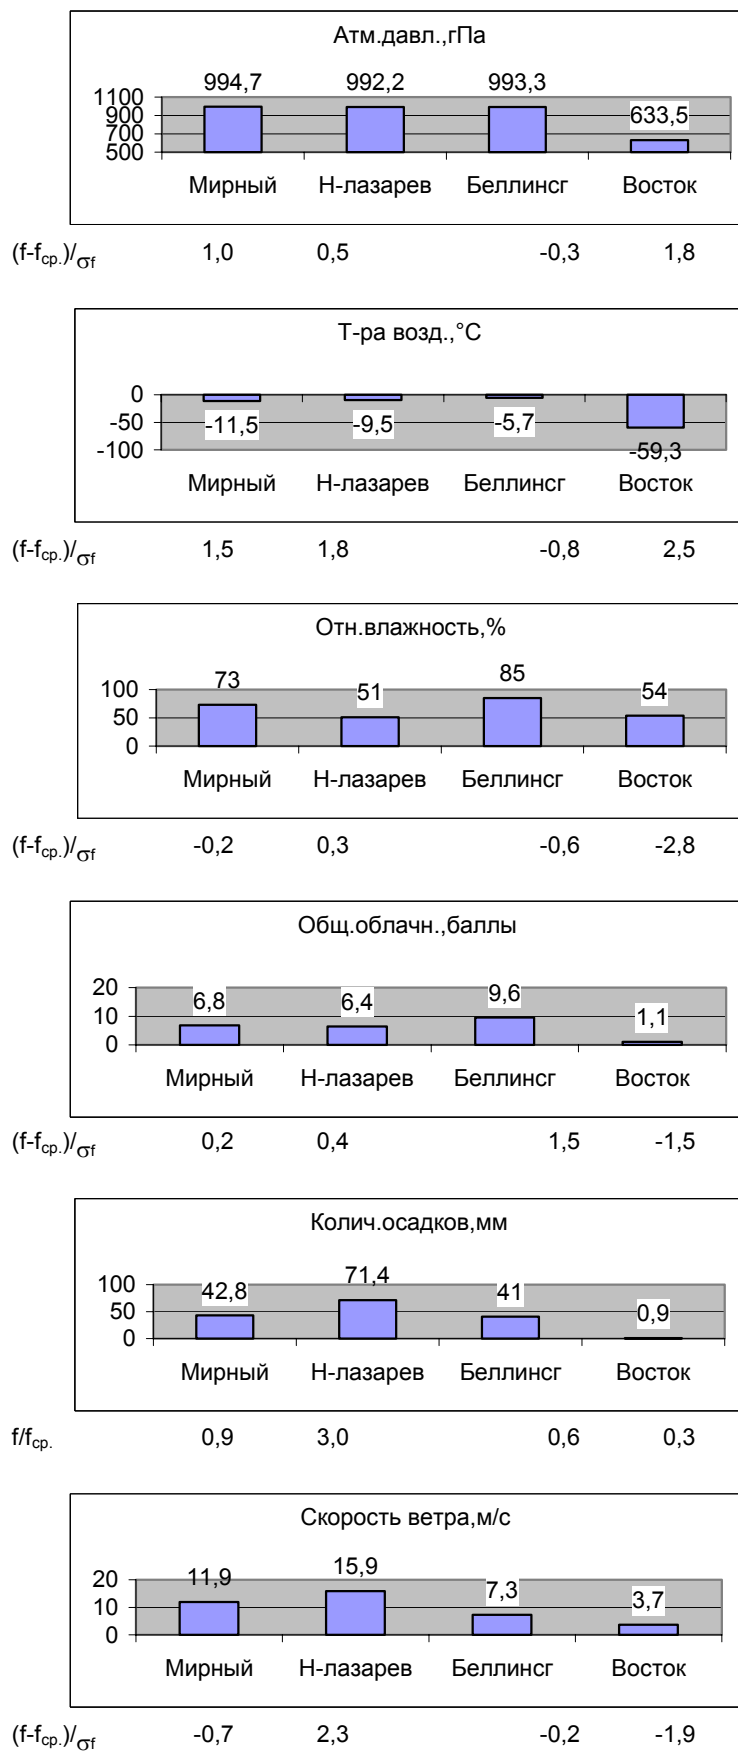 Атм.давл.,гПа
994,7 992,2 993,3 633,5
1100
900
700
500
Мирный Н-лазарев Беллинсг Восток
(f-fср.)/σf 1,0 0,5 -0,3 1,8
Т-ра возд.,°C
0
-50
-100
-11,5 -9,5 -5,7 -59,3
Мирный Н-лазарев Беллинсг Восток
(f-fср.)/σf 1,5 1,8 -0,8 2,5
Отн.влажность,%
73 51 85 54
100
50
0
Мирный Н-лазарев Беллинсг Восток
(f-fср.)/σf -0,2 0,3 -0,6 -2,8
Общ.облачн.,баллы
6,8 6,4 9,6 1,1
20
10
0
Мирный Н-лазарев Беллинсг Восток
(f-fср.)/σf 0,2 0,4 1,5 -1,5
Колич.осадков,мм
42,8 71,4 41 0,9
100
50
0
Мирный Н-лазарев Беллинсг Восток
f/fср. 0,9 3,0 0,6 0,3
Скорость ветра,м/с
11,9 15,9 7,3 3,7
20
10
0
Мирный Н-лазарев Беллинсг Восток
(f-fср.)/σf -0,7 2,3 -0,2 -1,9